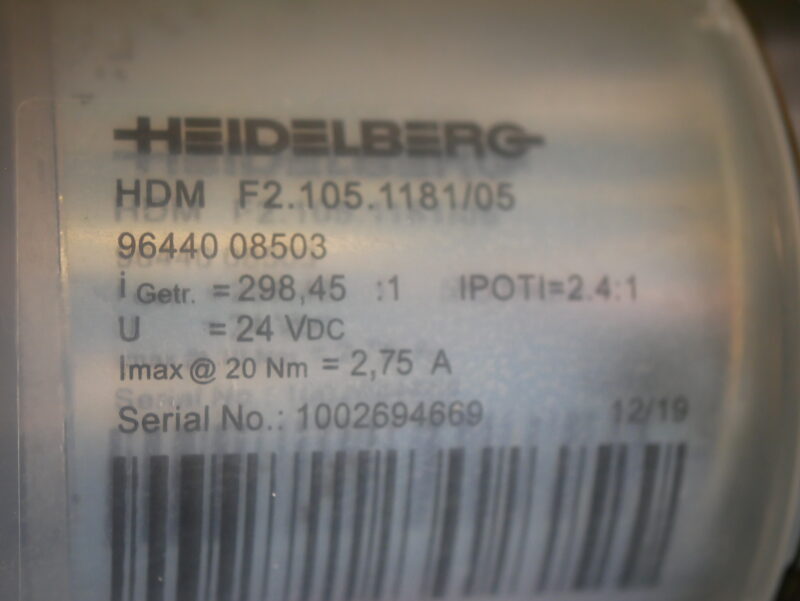 HEIDELBERG
HDM F2.105.1181/05
96440 08503
i Getr. = 298,45 :1 IPOTI=2.4:1
U = 24 VDC
Imax @ 20 Nm = 2,75 A
Serial No.: 1002694669 12/19